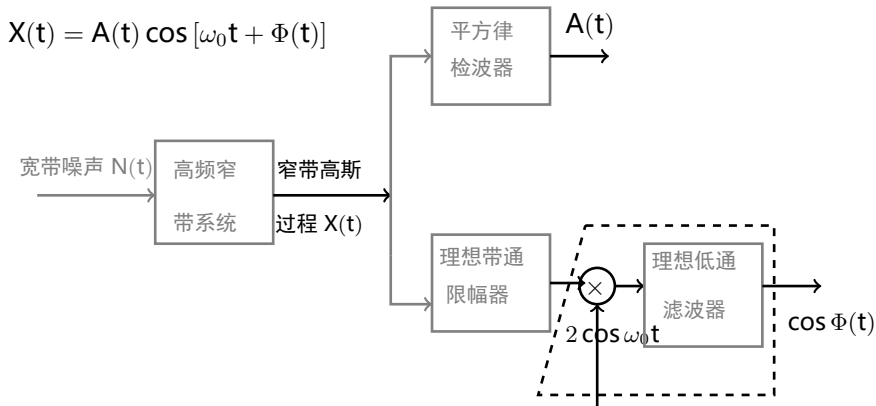 X(t) = A(t) cos [ω₀t + Φ(t)]
平方律
检波器
A(t)
宽带噪声 N(t)
高频窄
带系统
窄带高斯
过程 X(t)
理想带通
限幅器
×
2 cos ω₀t
理想低通
滤波器
cos Φ(t)